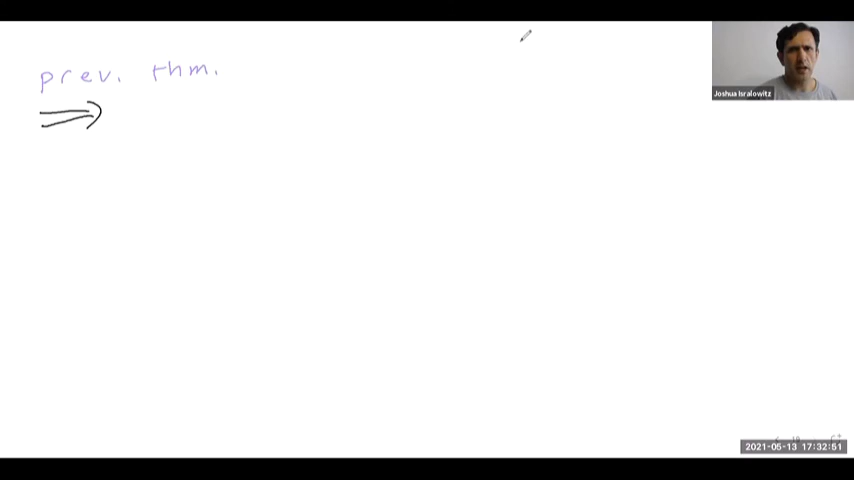 prev. thm.
⇒
Joshua Isralowitz
2021-05-13 17:32:51